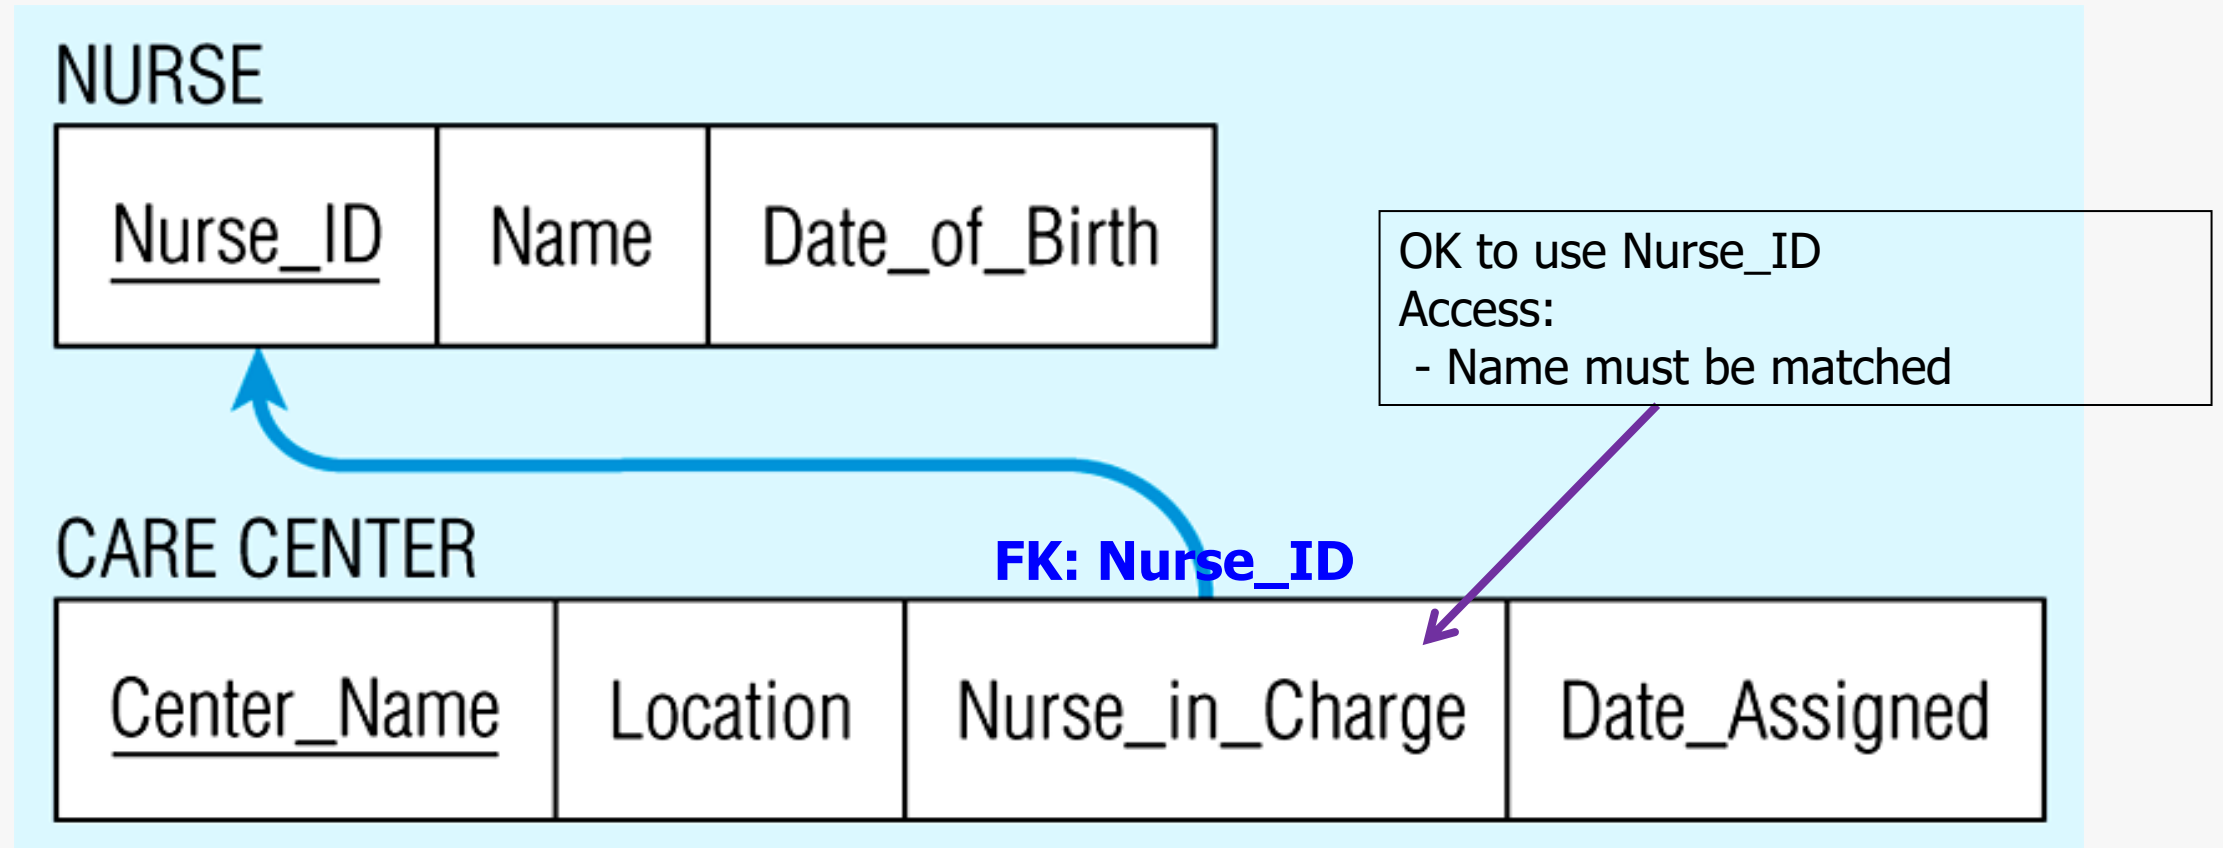 NURSE
Nurse_ID Name Date_of_Birth
OK to use Nurse_ID
Access:
- Name must be matched
FK: Nurse_ID
CARE CENTER
Center_Name Location Nurse_in_Charge Date_Assigned